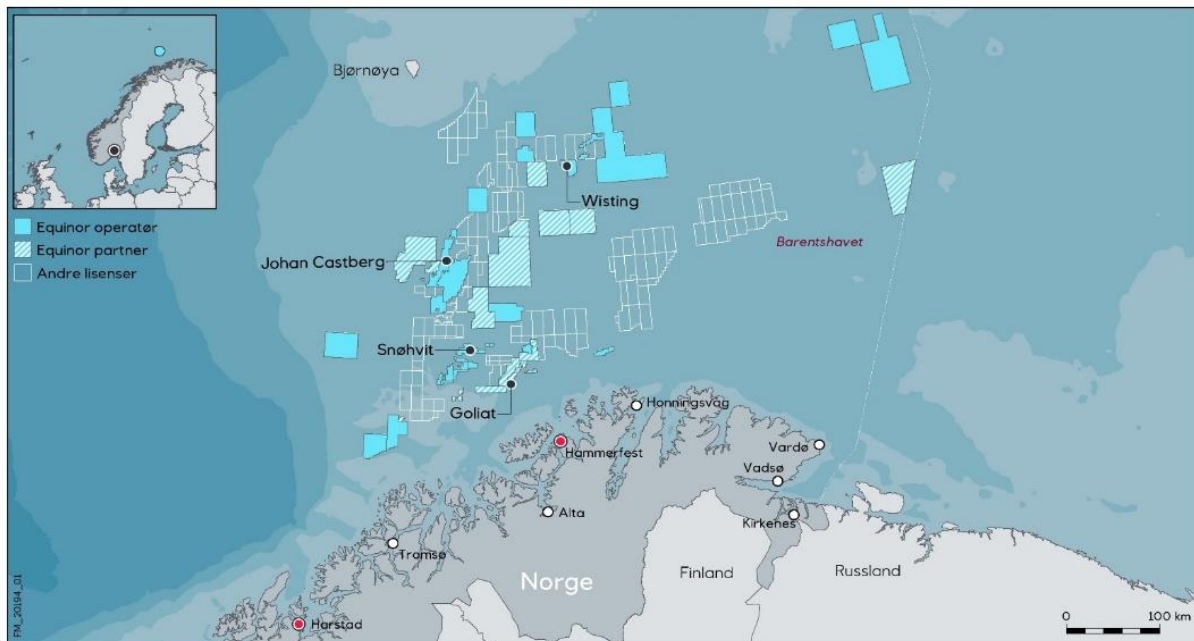 Bjørnøya
Wisting
Equinor operatør
Equinor partner
Andre lisenser
Barentshavet
Johan Castberg
Snøhvit
Goliat
Honningsvåg
Hammerfest
Vardø
Vadsø
Alta
Kirkenes
Tromsø
Norge
Finland
Russland
Harstad
0 100 km
FM_20194_01